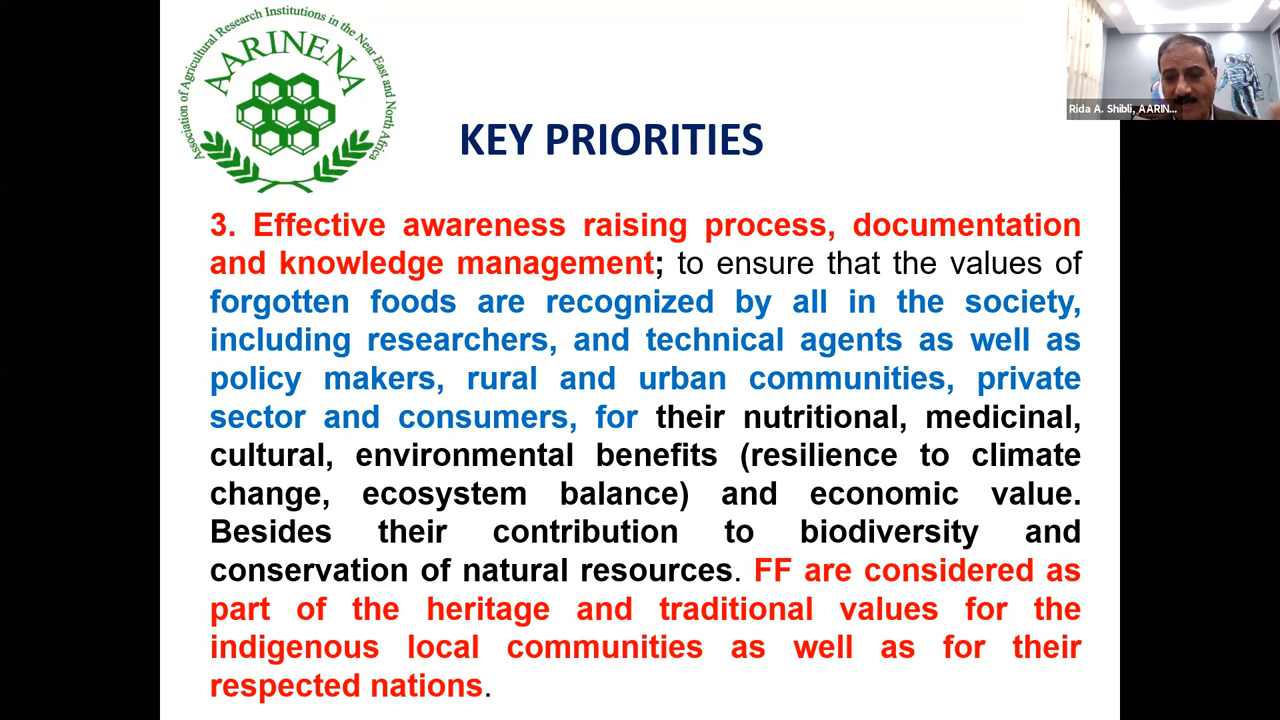 Association of Agricultural Research Institutions in the Near East and North Africa
AARINENA
Rida A. Shibli, AARIN...
KEY PRIORITIES
3. Effective awareness raising process, documentation
and knowledge management; to ensure that the values of
forgotten foods are recognized by all in the society,
including researchers, and technical agents as well as
policy makers, rural and urban communities, private
sector and consumers, for their nutritional, medicinal,
cultural, environmental benefits (resilience to climate
change, ecosystem balance) and economic value.
Besides their contribution to biodiversity and
conservation of natural resources. FF are considered as
part of the heritage and traditional values for the
indigenous local communities as well as for their
respected nations.